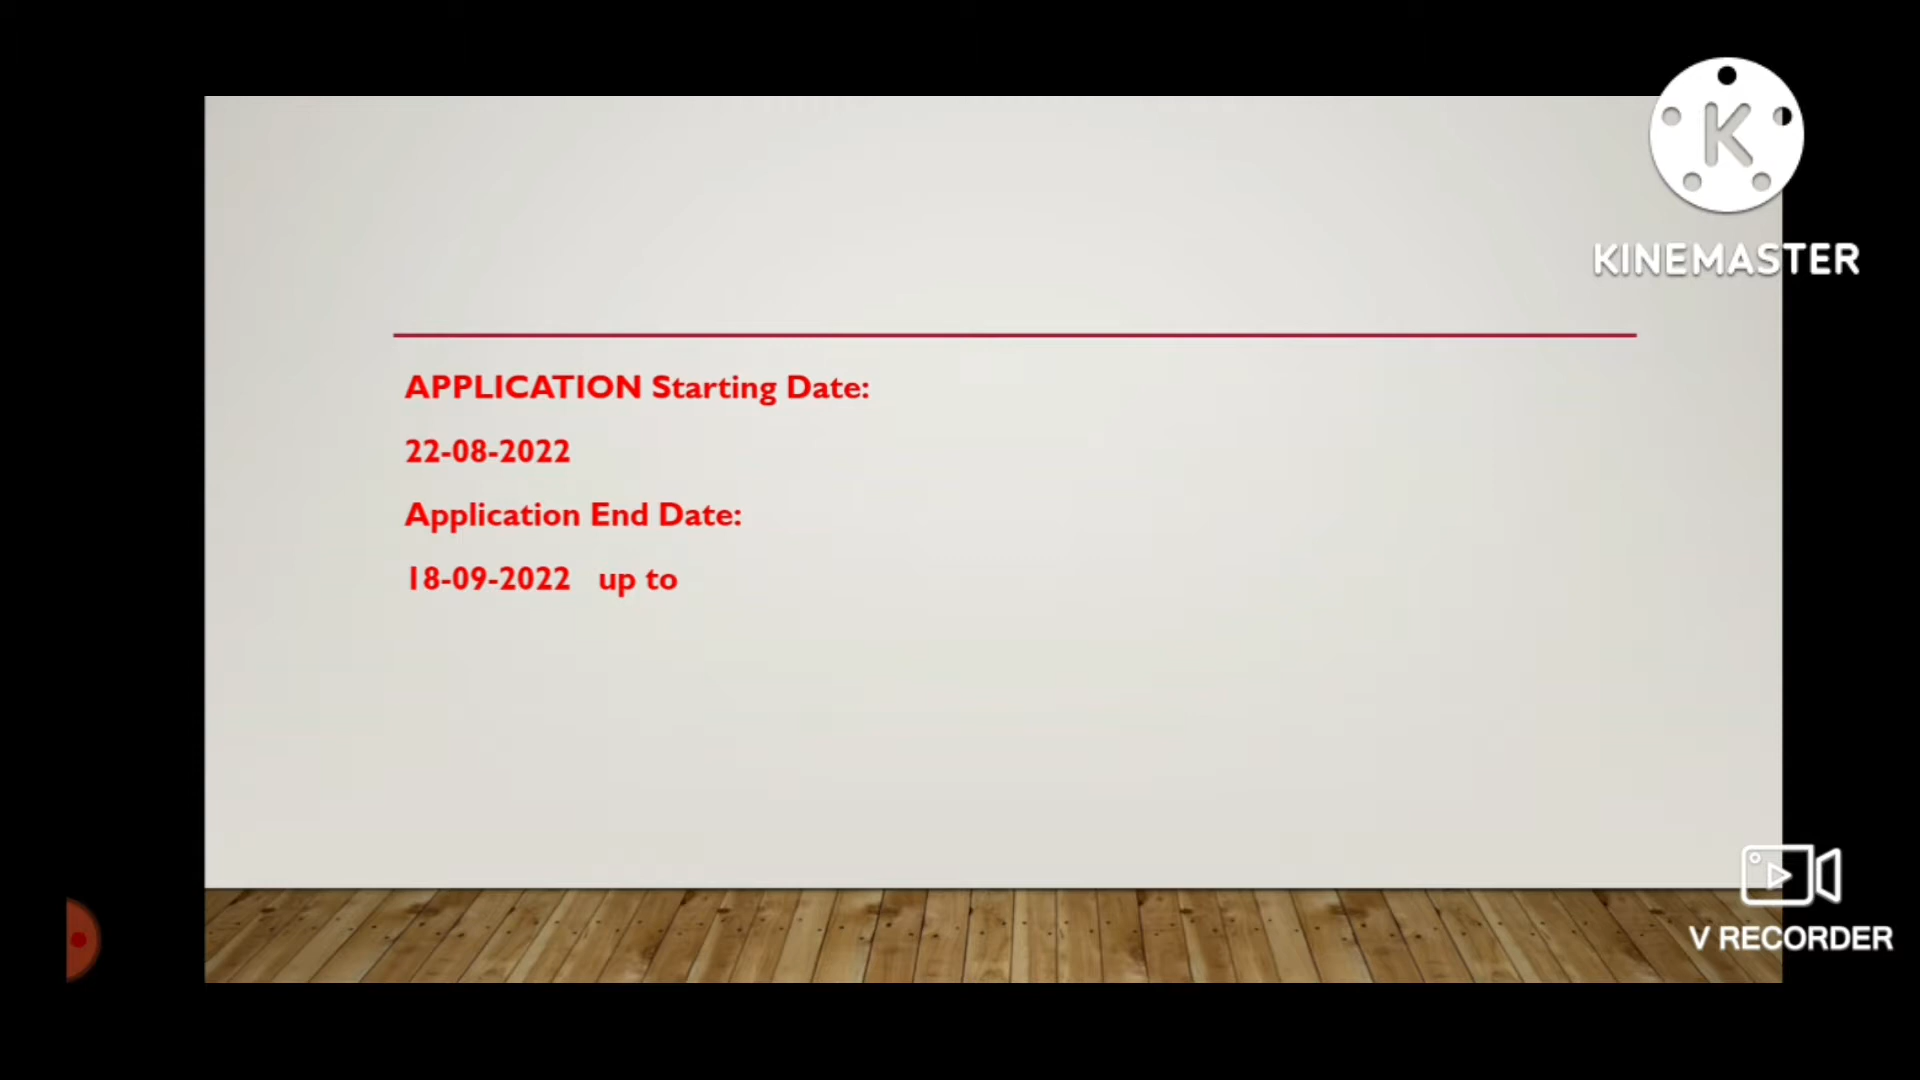 K
KINEMASTER
APPLICATION Starting Date:
22-08-2022
Application End Date:
18-09-2022 up to
V RECORDER